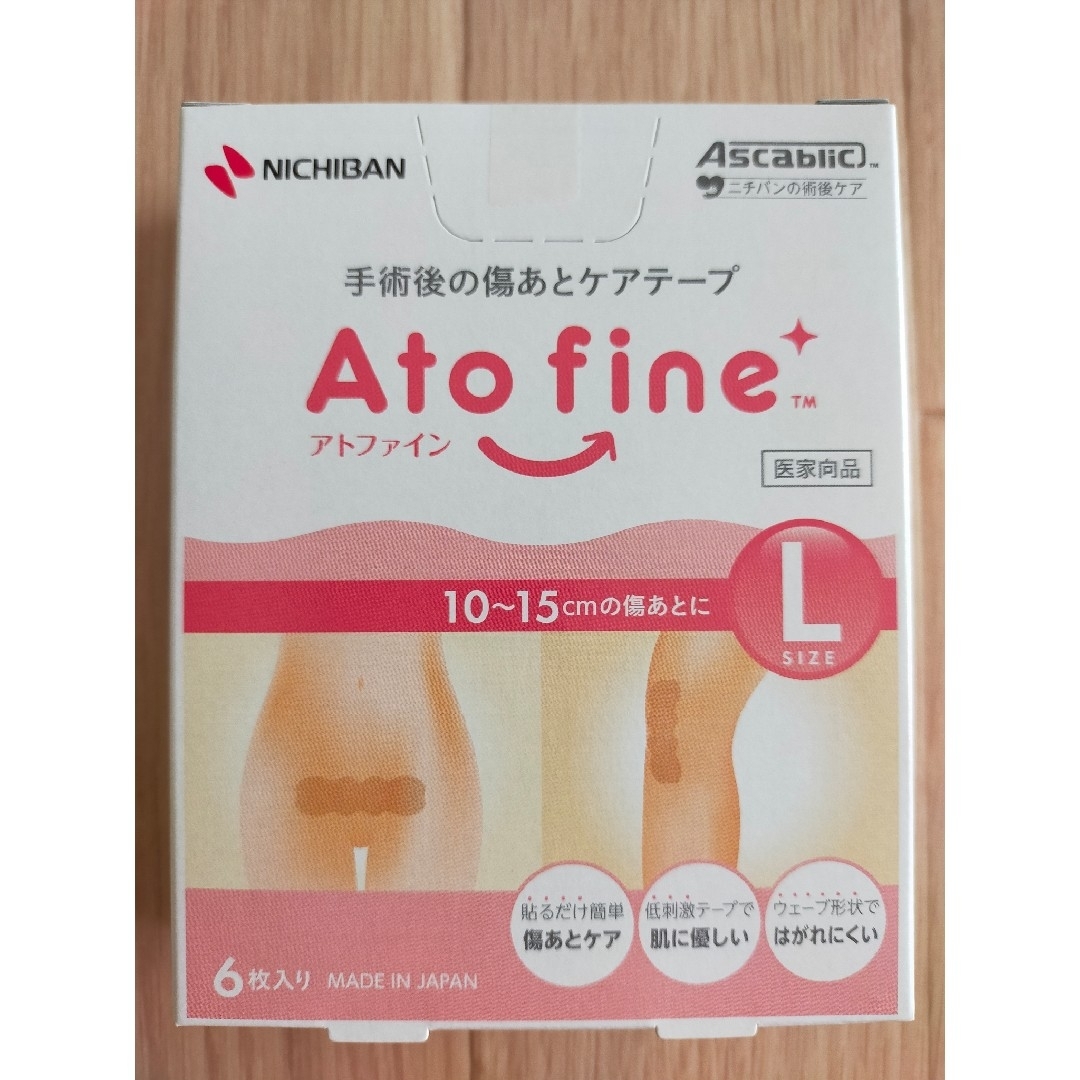 NICHIBAN
Ascablic™
ニチバンの術後ケア
手術後の傷あとケアテープ
Ato fine™
アトファイン
医家向品
10～15cmの傷あとに
L
SIZE
貼るだけ簡単
傷あとケア
低刺激テープで
肌に優しい
ウェーブ形状で
はがれにくい
6枚入り MADE IN JAPAN